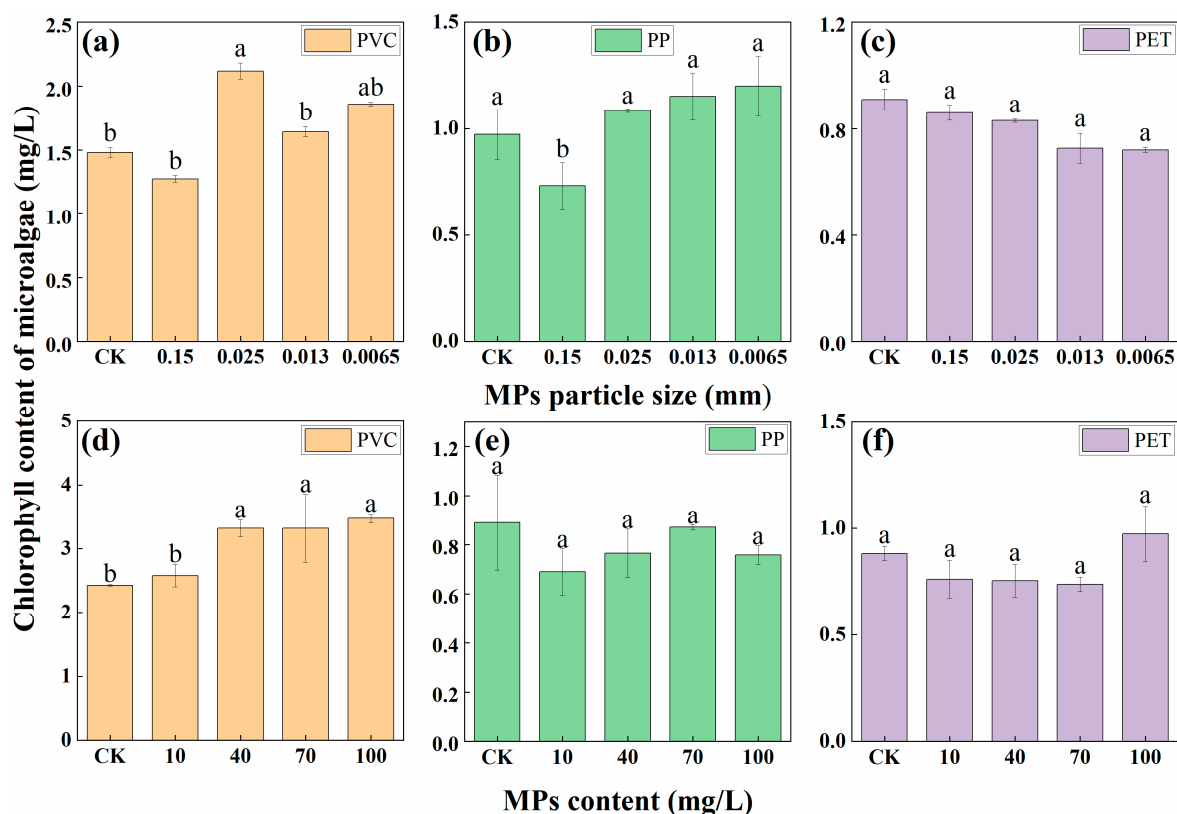 Chlorophyll content of microalgae (mg/L)
(a)
PVC
2.5
2.0
1.5
1.0
0.5
0.0
b
b
a
b
ab
CK 0.15 0.025 0.013 0.0065
(b)
PP
1.5
1.0
0.5
0.0
a
b
a
a
a
CK 0.15 0.025 0.013 0.0065
(c)
PET
1.2
0.8
0.4
0.0
a
a
a
a
a
CK 0.15 0.025 0.013 0.0065
MPs particle size (mm)
(d)
PVC
5
4
3
2
1
0
b
b
a
a
a
CK 10 40 70 100
(e)
PP
1.2
1.0
0.8
0.6
0.4
0.2
0.0
a
a
a
a
a
CK 10 40 70 100
(f)
PET
1.5
1.0
0.5
0.0
a
a
a
a
a
CK 10 40 70 100
MPs content (mg/L)